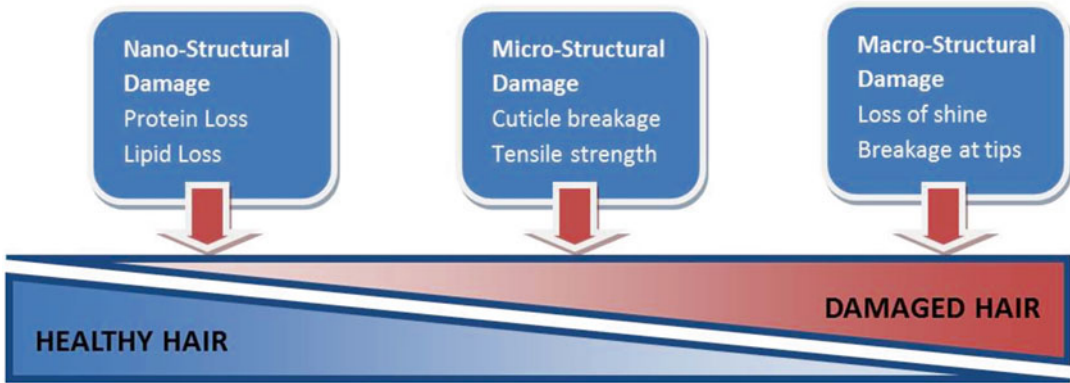 Nano-Structural
Damage
Protein Loss
Lipid Loss
Micro-Structural
Damage
Cuticle breakage
Tensile strength
Macro-Structural
Damage
Loss of shine
Breakage at tips
DAMAGED HAIR
HEALTHY HAIR